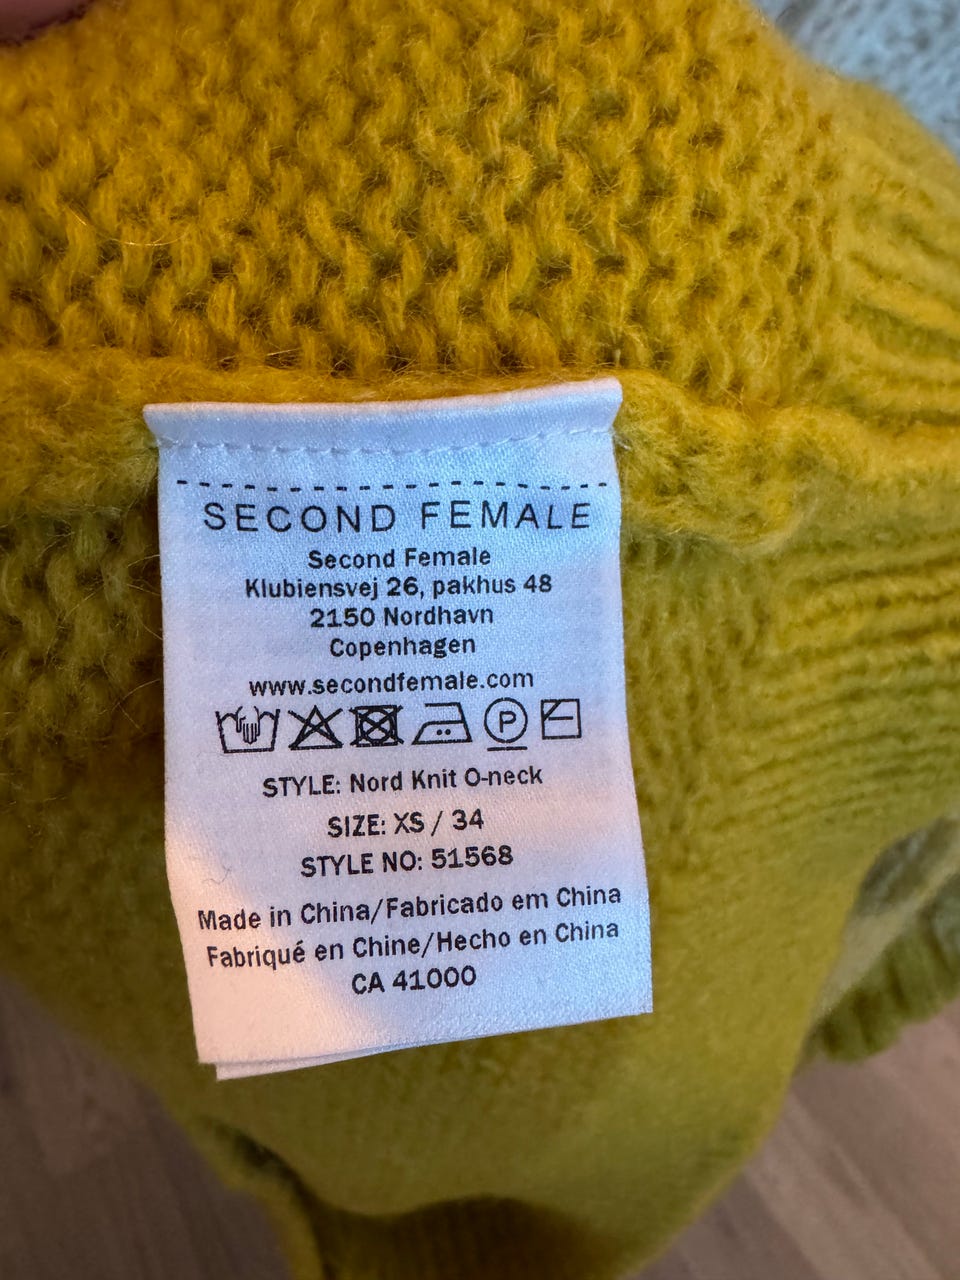 SECOND FEMALE
Second Female
Klubiensvej 26, pakhus 48
2150 Nordhavn
Copenhagen
www.secondfemale.com
P
STYLE: Nord Knit O-neck
SIZE: XS / 34
STYLE NO: 51568
Made in China/Fabricado em China
Fabriqué en Chine/Hecho en China
CA 41000